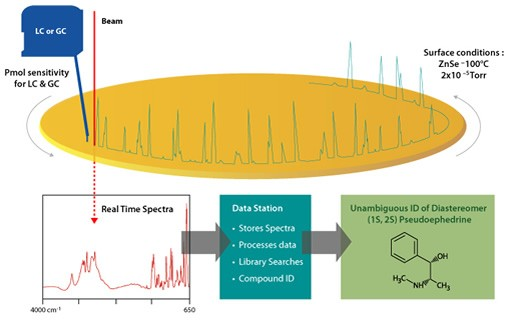 LC or GC
Beam
Pmol sensitivity
for LC & GC
Surface conditions :
ZnSe –100°C
2x10 –5Torr
Real Time Spectra
4000 cm-1
650
Data Station
• Stores Spectra
• Processes data
• Library Searches
• Compound ID
Unambiguous ID of Diastereomer
(1S, 2S) Pseudoephedrine
OH
H3C
NH
CH3